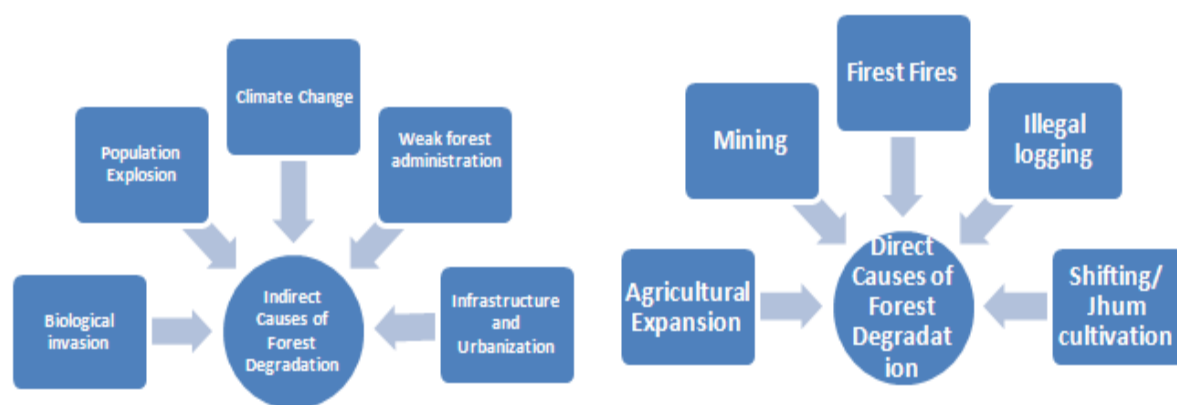 Climate Change
Population
Explosion
Weak forest
administration
Biological
invasion
Indirect
Causes of
Forest
Degradation
Infrastructure
and
Urbanization
Firest Fires
Mining
Illegal
logging
Agricultural
Expansion
Direct
Causes of
Forest
Degradat
ion
Shifting/
Jhum
cultivation